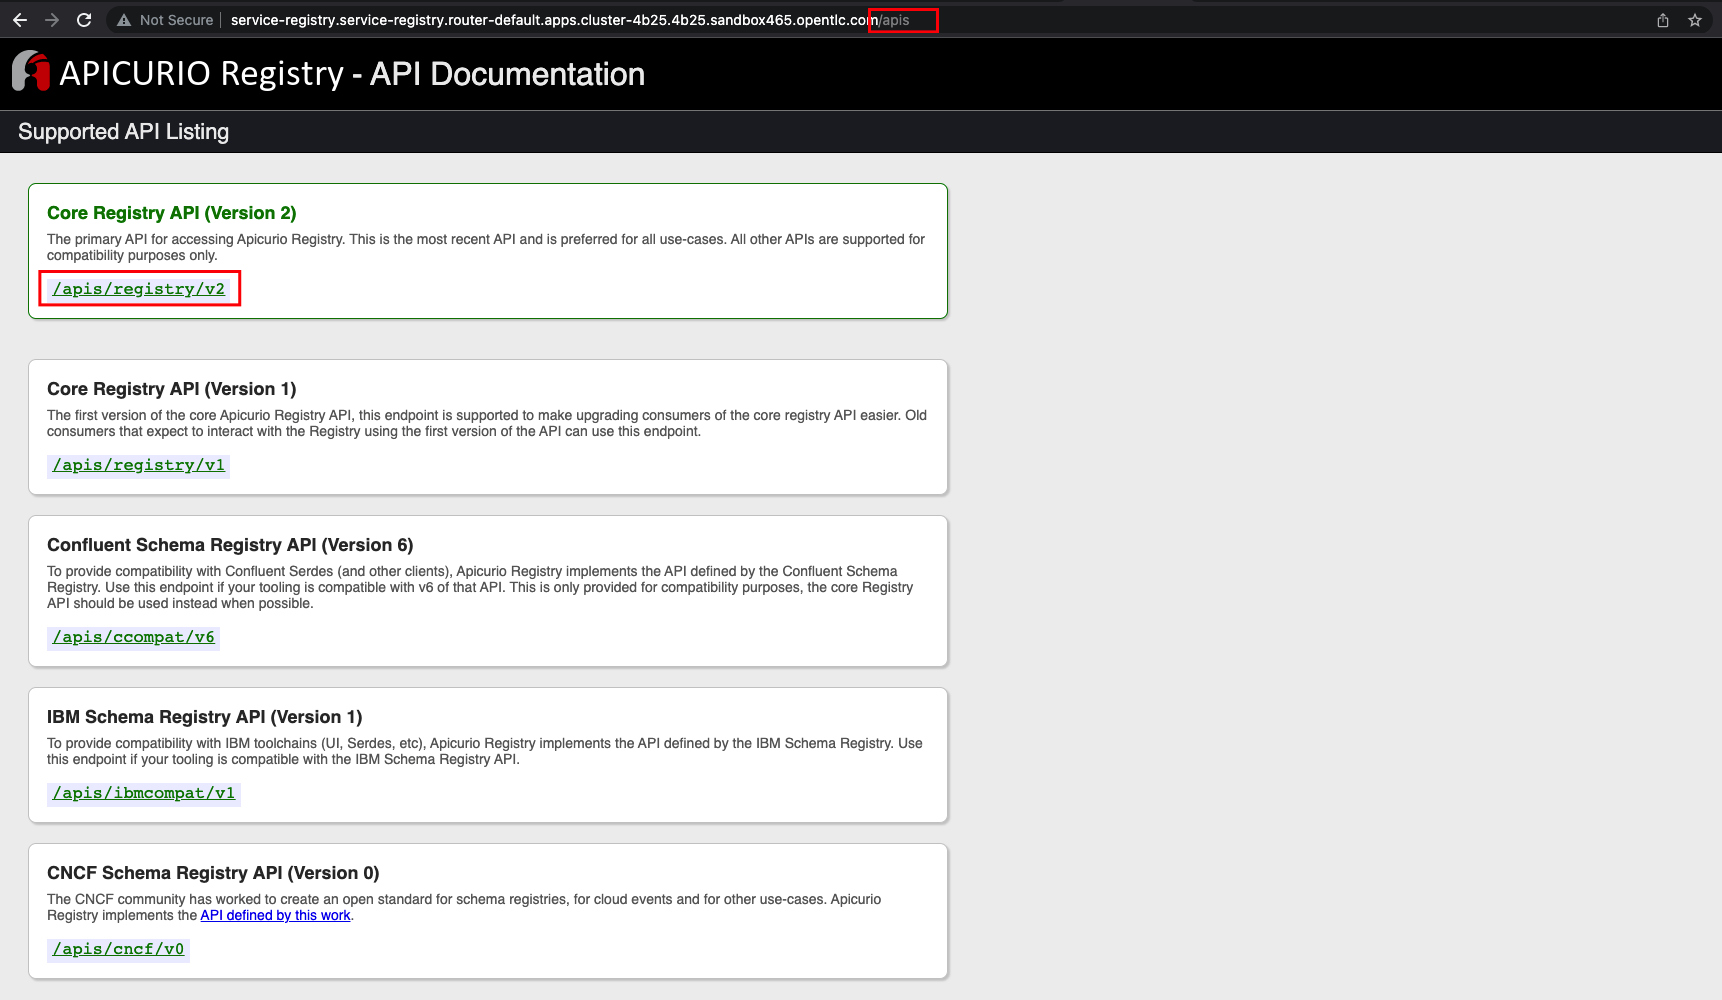 Not Secure service-registry.service-registry.router-default.apps.cluster-4b25.4b25.sandbox465.opentlc.com/apis
APICURIO Registry - API Documentation
Supported API Listing
Core Registry API (Version 2)
The primary API for accessing Apicurio Registry. This is the most recent API and is preferred for all use-cases. All other APIs are supported for
compatibility purposes only.
/apis/registry/v2
Core Registry API (Version 1)
The first version of the core Apicurio Registry API, this endpoint is supported to make upgrading consumers of the core registry API easier. Old
consumers that expect to interact with the Registry using the first version of the API can use this endpoint.
/apis/registry/v1
Confluent Schema Registry API (Version 6)
To provide compatibility with Confluent Serdes (and other clients), Apicurio Registry implements the API defined by the Confluent Schema
Registry. Use this endpoint if your tooling is compatible with v6 of that API. This is only provided for compatibility purposes, the core Registry
API should be used instead when possible.
/apis/ccompat/v6
IBM Schema Registry API (Version 1)
To provide compatibility with IBM toolchains (UI, Serdes, etc), Apicurio Registry implements the API defined by the IBM Schema Registry. Use
this endpoint if your tooling is compatible with the IBM Schema Registry API.
/apis/ibmcompat/v1
CNCF Schema Registry API (Version 0)
The CNCF community has worked to create an open standard for schema registries, for cloud events and for other use-cases. Apicurio
Registry implements the API defined by this work.
/apis/cncf/v0